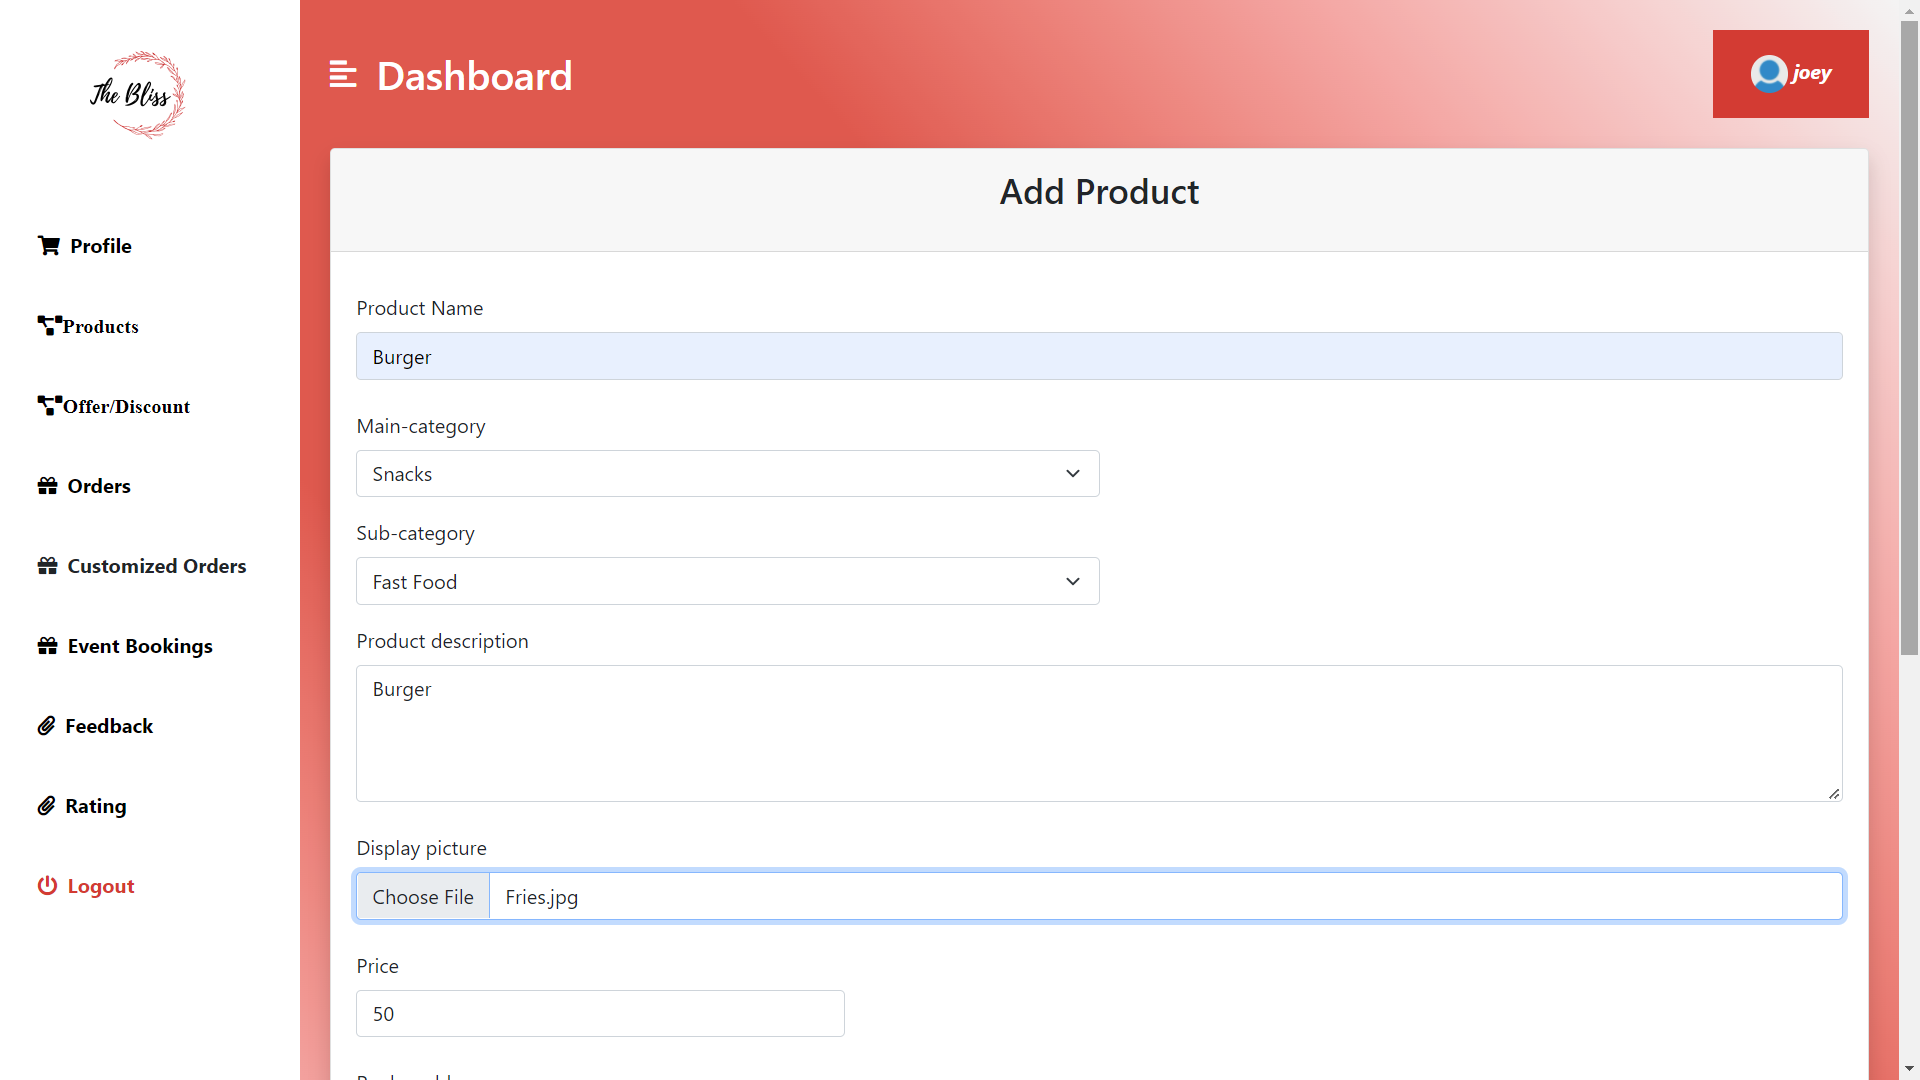 The Bliss
Profile
Products
Offer/Discount
Orders
Customized Orders
Event Bookings
Feedback
Rating
Logout
Dashboard
joey
Add Product
Product Name
Burger
Main-category
Snacks
Sub-category
Fast Food
Product description
Burger
Display picture
Choose File Fries.jpg
Price
50